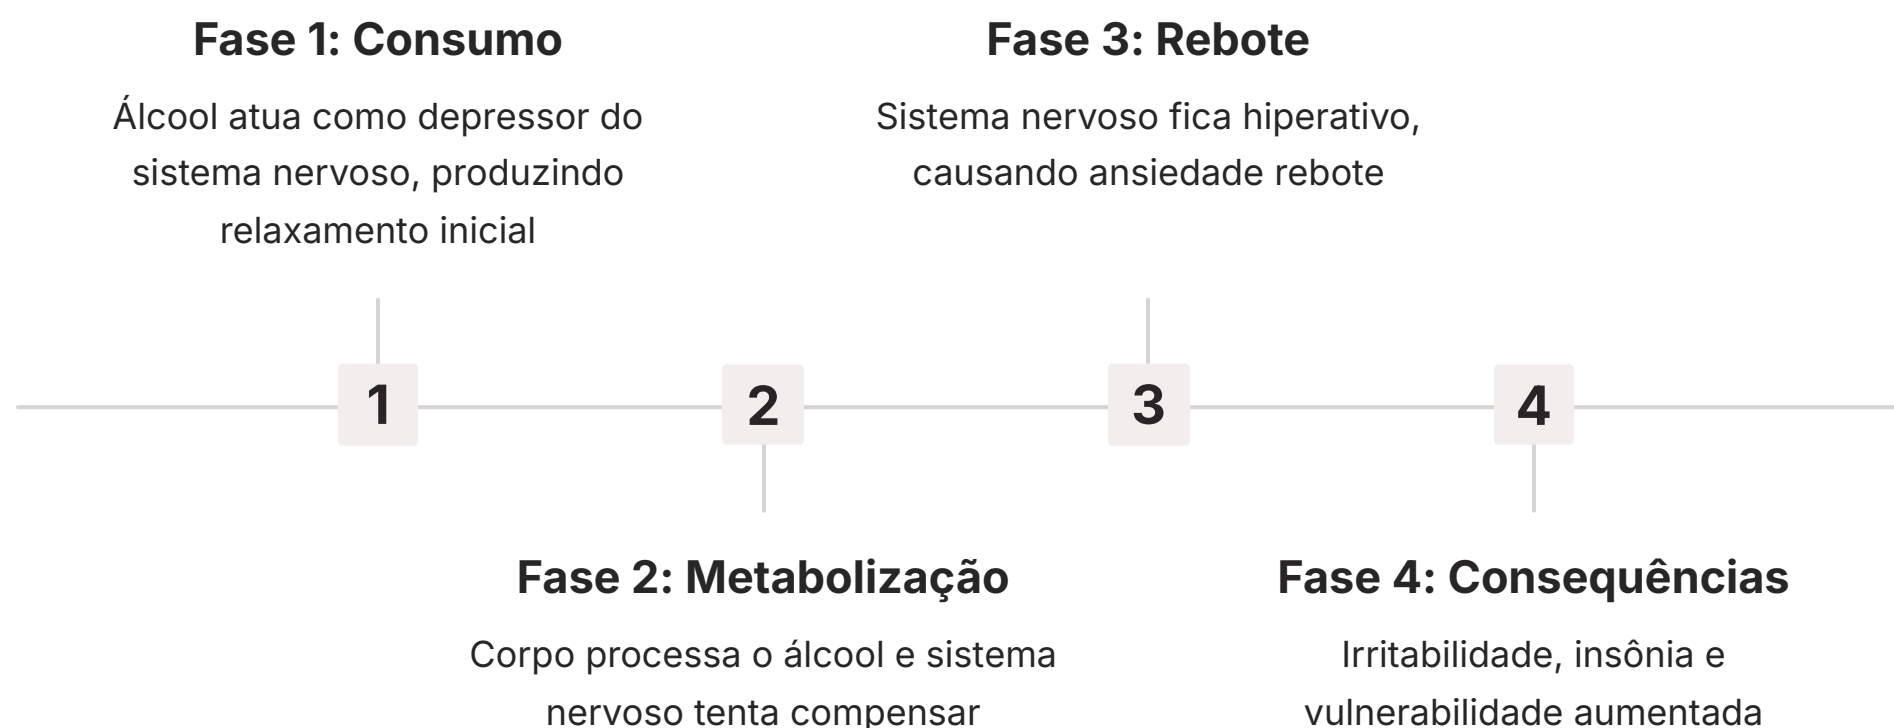 Fase 1: Consumo
Álcool atua como depressor do
sistema nervoso, produzindo
relaxamento inicial
Fase 3: Rebote
Sistema nervoso fica hiperativo,
causando ansiedade rebote
1
2
3
4
Fase 2: Metabolização
Corpo processa o álcool e sistema
nervoso tenta compensar
Fase 4: Consequências
Irritabilidade, insônia e
vulnerabilidade aumentada